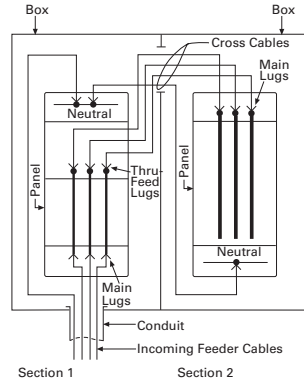 Box
Box
Cross Cables
Main
Lugs
Neutral
Panel
Thru-
Feed
Lugs
Panel
Neutral
Main
Lugs
Conduit
Incoming Feeder Cables
Section 1
Section 2